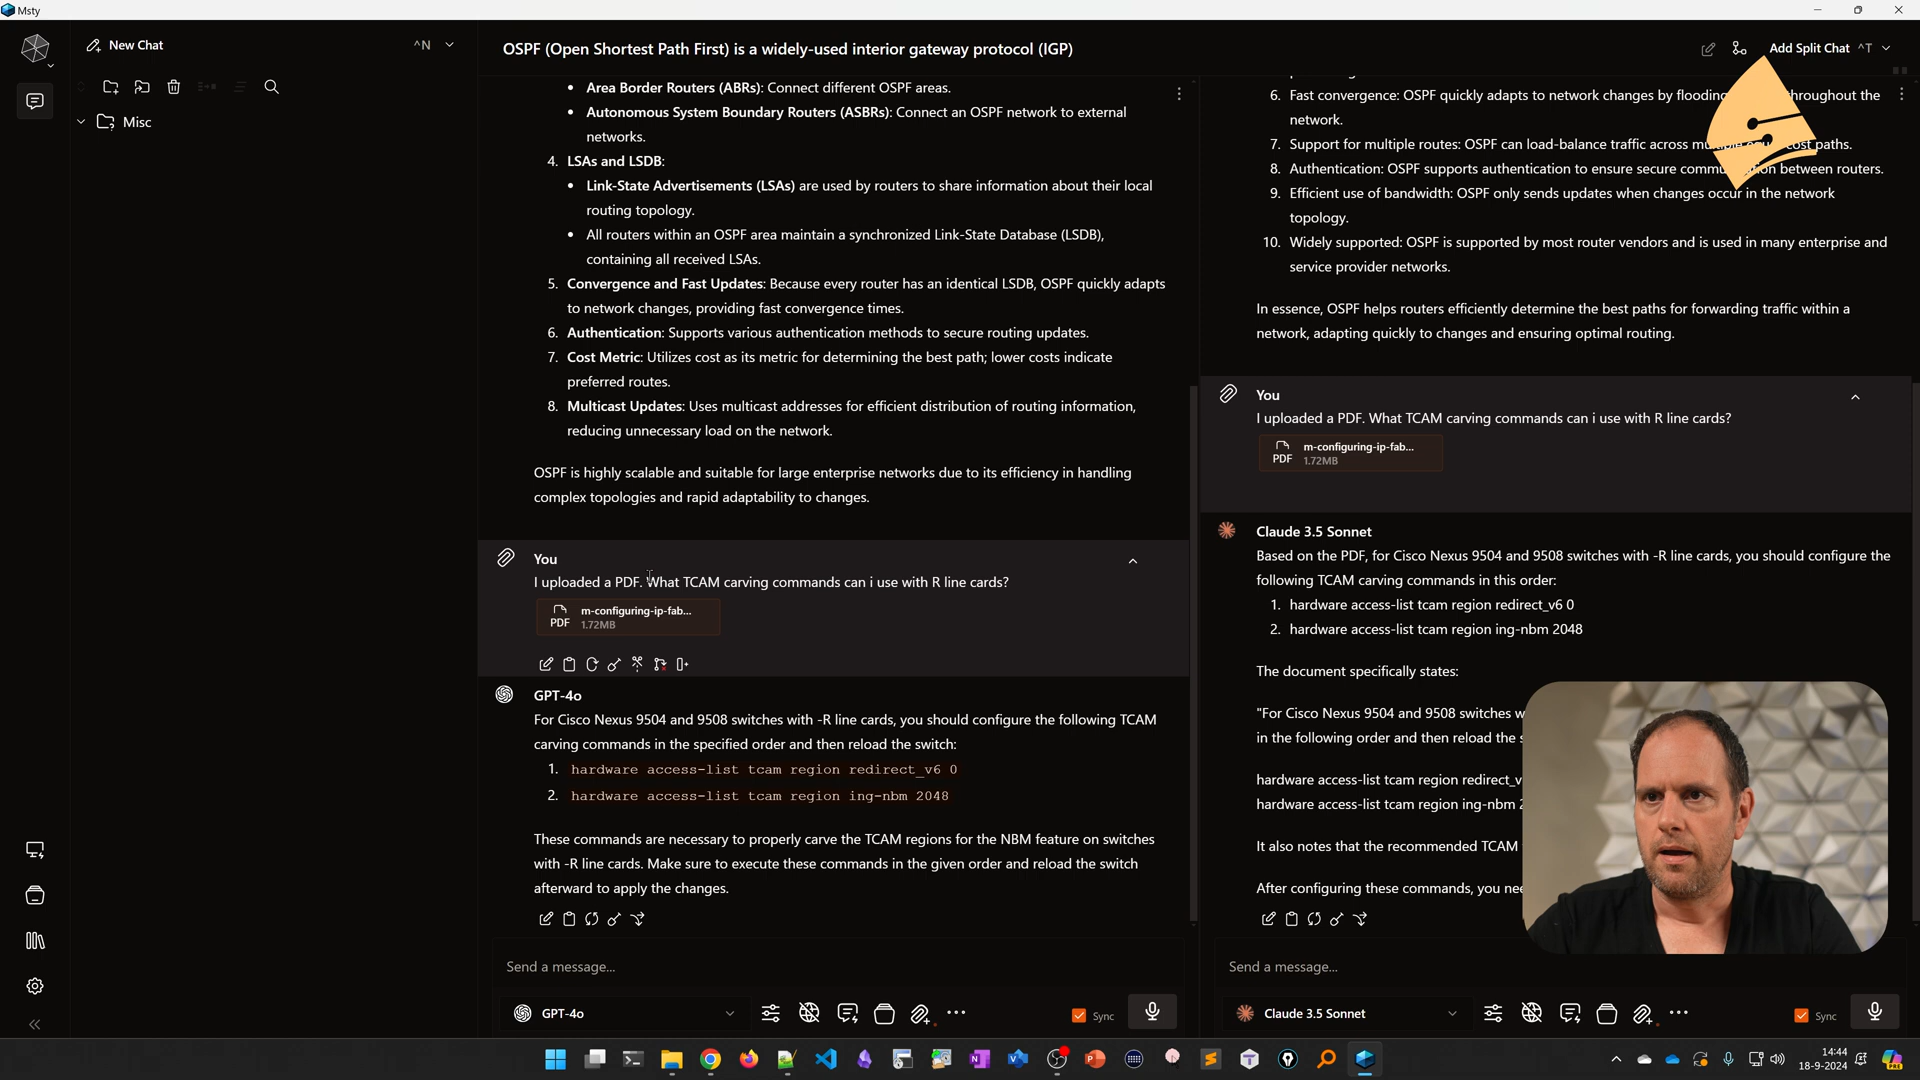 Msty
New Chat
^N
OSPF (Open Shortest Path First) is a widely-used interior gateway protocol (IGP)
Add Split Chat ^T
Misc
Area Border Routers (ABRs): Connect different OSPF areas.
Autonomous System Boundary Routers (ASBRs): Connect an OSPF network to external
networks.
4. LSAs and LSDB:
Link-State Advertisements (LSAs) are used by routers to share information about their local
routing topology.
All routers within an OSPF area maintain a synchronized Link-State Database (LSDB),
containing all received LSAs.
5. Convergence and Fast Updates: Because every router has an identical LSDB, OSPF quickly adapts
to network changes, providing fast convergence times.
6. Authentication: Supports various authentication methods to secure routing updates.
7. Cost Metric: Utilizes cost as its metric for determining the best path; lower costs indicate
preferred routes.
8. Multicast Updates: Uses multicast addresses for efficient distribution of routing information,
reducing unnecessary load on the network.
OSPF is highly scalable and suitable for large enterprise networks due to its efficiency in handling
complex topologies and rapid adaptability to changes.
You
I uploaded a PDF. What TCAM carving commands can i use with R line cards?
m-configuring-ip-fab...
PDF 1.72MB
GPT-4o
For Cisco Nexus 9504 and 9508 switches with -R line cards, you should configure the following TCAM
carving commands in the specified order and then reload the switch:
1. hardware access-list tcam region redirect_v6 0
2. hardware access-list tcam region ing-nbm 2048
These commands are necessary to properly carve the TCAM regions for the NBM feature on switches
with -R line cards. Make sure to execute these commands in the given order and reload the switch
afterward to apply the changes.
Send a message...
GPT-4o
Sync
6. Fast convergence: OSPF quickly adapts to network changes by flooding throughout the
network.
7. Support for multiple routes: OSPF can load-balance traffic across cost paths.
8. Authentication: OSPF supports authentication to ensure secure between routers.
9. Efficient use of bandwidth: OSPF only sends updates when changes occur in the network
topology.
10. Widely supported: OSPF is supported by most router vendors and is used in many enterprise and
service provider networks.
In essence, OSPF helps routers efficiently determine the best paths for forwarding traffic within a
network, adapting quickly to changes and ensuring optimal routing.
You
I uploaded a PDF. What TCAM carving commands can i use with R line cards?
m-configuring-ip-fab...
PDF 1.72MB
Claude 3.5 Sonnet
Based on the PDF, for Cisco Nexus 9504 and 9508 switches with -R line cards, you should configure the
following TCAM carving commands in this order:
1. hardware access-list tcam region redirect_v6 0
2. hardware access-list tcam region ing-nbm 2048
The document specifically states:
"For Cisco Nexus 9504 and 9508 switches
in the following order and then reload the
hardware access-list tcam region
hardware access-list tcam region ing-nbm
It also notes that the recommended TCAM
After configuring these commands, you
Send a message...
Claude 3.5 Sonnet
Sync
14:44
18-9-2024
PRE